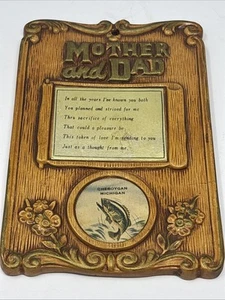 MOTHER
and DAD
In all the years I've known you both
You planned and strived for me
Thru sacrifice of everything
That could a pleasure be
This token of love I'm sending to you
Just as a thought from me.
CHEBOYGAN
MICHIGAN